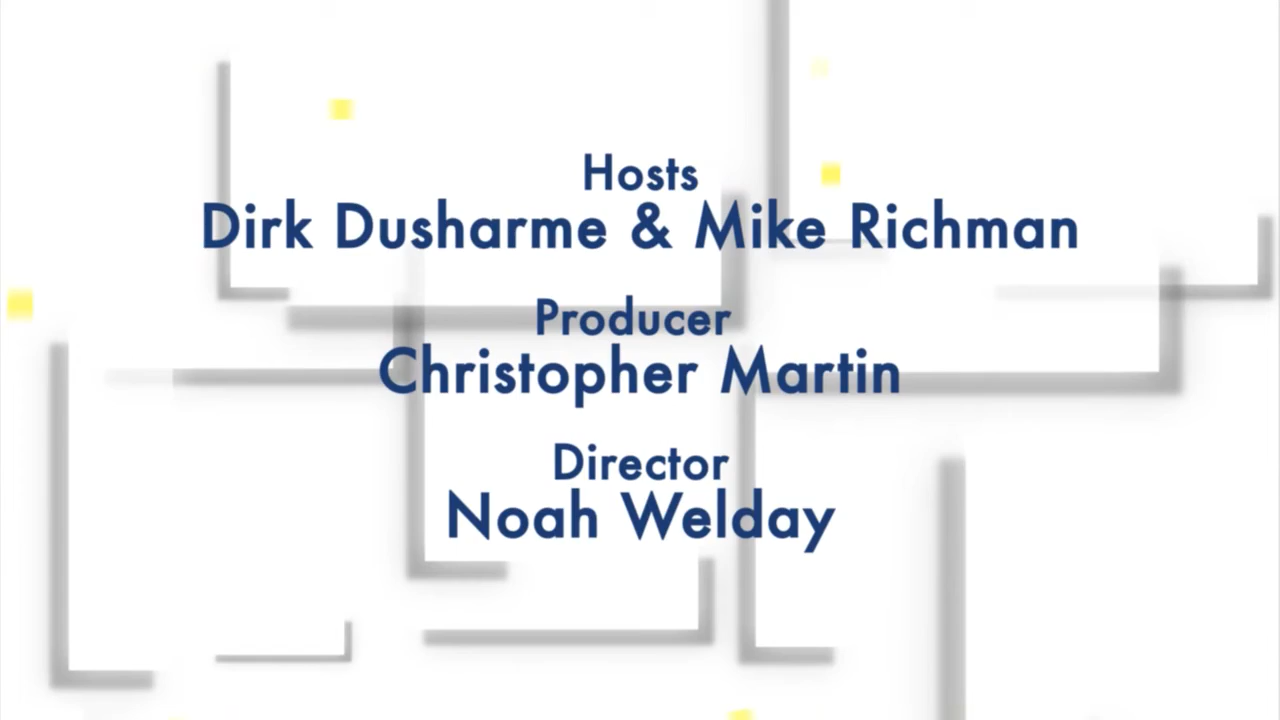 Hosts
Dirk Dusharme & Mike Richman
Producer
Christopher Martin
Director
Noah Welday